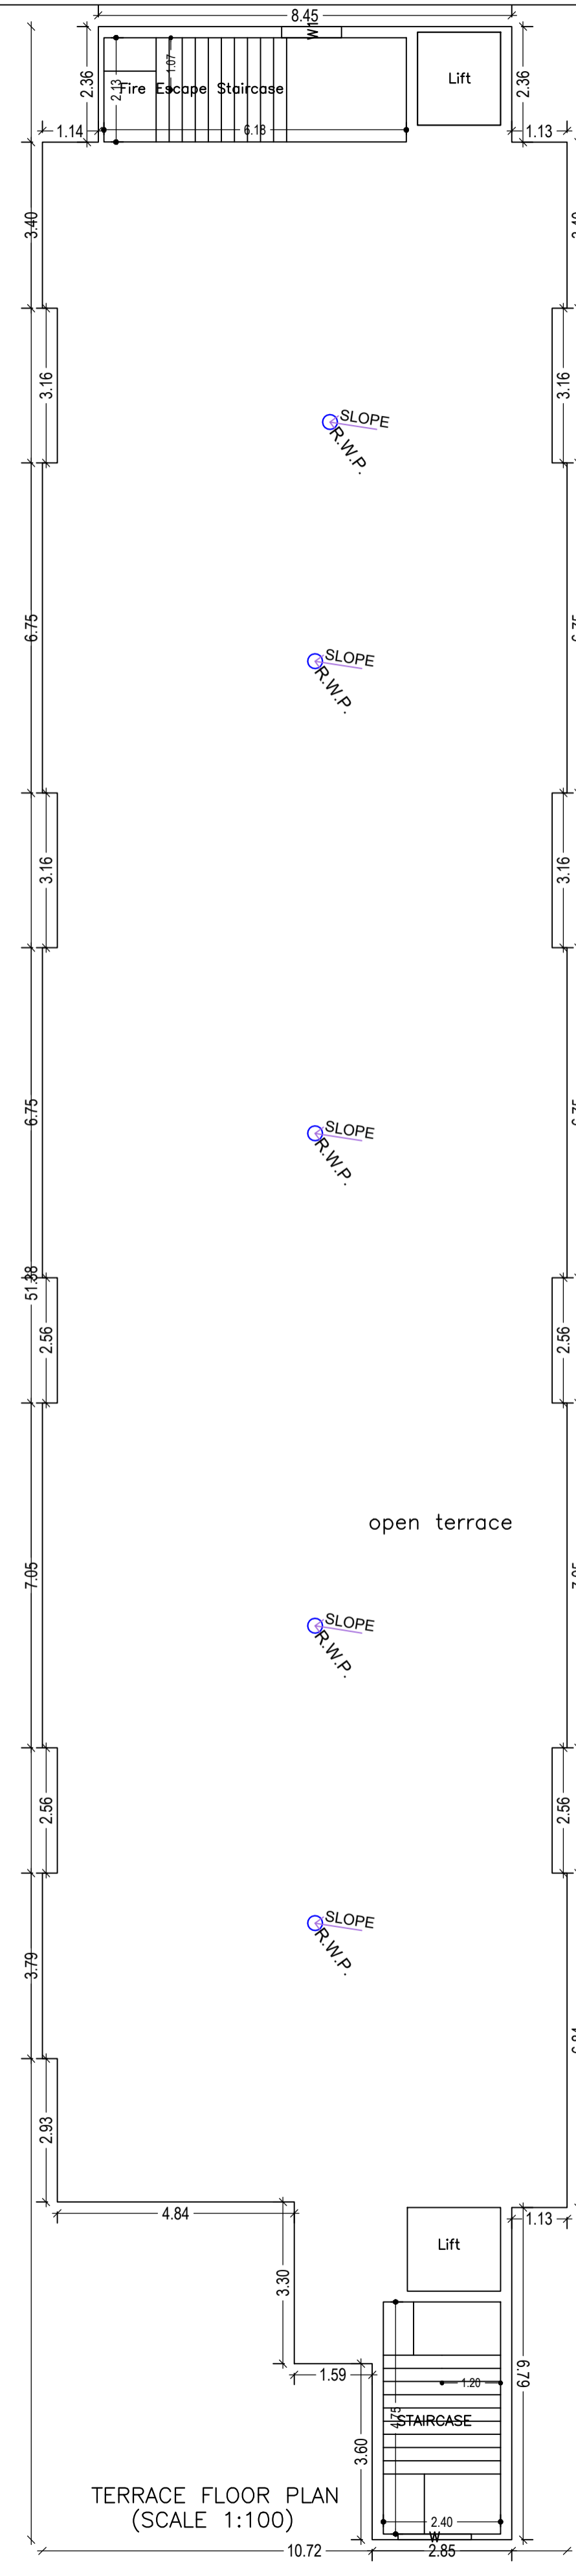 8.45
W1
2.36
2.13
1.07
Fire Escape Staircase
Lift
2.36
1.14
6.18
1.13
3.40
3.16
3.16
SLOPE
R.W.P.
6.75
SLOPE
R.W.P.
3.16
3.16
6.75
SLOPE
R.W.P.
51.38
2.56
2.56
open terrace
7.05
SLOPE
R.W.P.
2.56
2.56
SLOPE
R.W.P.
3.79
2.93
4.84
1.13
Lift
3.30
1.59
6.79
1.20
4.75
STAIRCASE
3.60
TERRACE FLOOR PLAN
(SCALE 1:100)
2.40
W
10.72
2.85